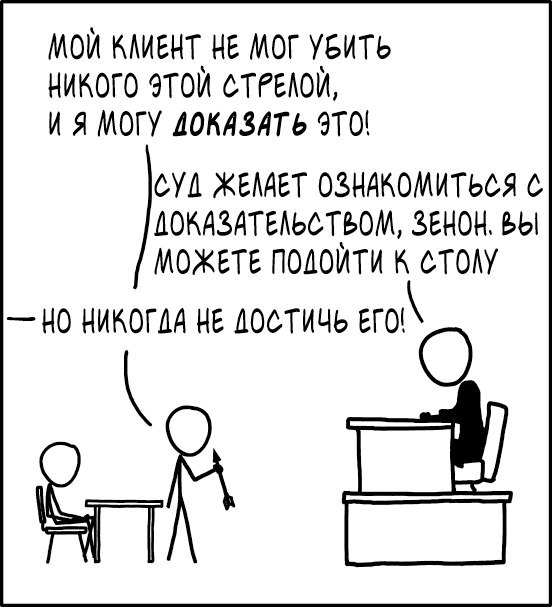 МОЙ КЛИЕНТ НЕ МОГ УБИТЬ
НИКОГО ЭТОЙ СТРЕЛОЙ,
И Я МОГУ ДОКАЗАТЬ ЭТО!
СУД ЖЕЛАЕТ ОЗНАКОМИТЬСЯ С
ДОКАЗАТЕЛЬСТВОМ, ЗЕНОН. ВЫ
МОЖЕТЕ ПОДОЙТИ К СТОЛУ
— НО НИКОГДА НЕ ДОСТИЧЬ ЕГО!